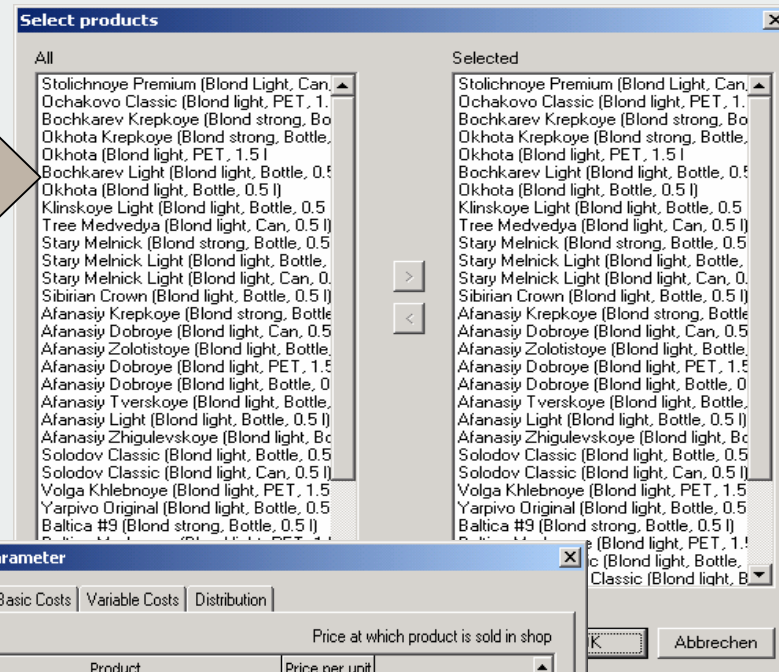 Select products
All
Stolichnoye Premium (Blond Light, Can,
Ochakovo Classic (Blond light, PET, 1.
Bochkarev Krepkoye (Blond strong, Bo
Okhota Krepkoye (Blond strong, Bottle,
Okhota (Blond light, PET, 1.5 l
Bochkarev Light (Blond light, Bottle, 0.5
Okhota (Blond light, Bottle, 0.5 l)
Klinskoye Light (Blond light, Bottle, 0.5
Tree Medvedya (Blond light, Can, 0.5 l)
Stary Melnick (Blond strong, Bottle, 0.5
Stary Melnick Light (Blond light, Bottle,
Stary Melnick Light (Blond light, Can, 0.
Sibirian Crown (Blond light, Bottle, 0.5 l)
Afanasiy Krepkoye (Blond strong, Bottle
Afanasiy Dobroye (Blond light, Can, 0.5
Afanasiy Zolotistoye (Blond light, Bottle,
Afanasiy Dobroye (Blond light, PET, 1.5
Afanasiy Dobroye (Blond light, Bottle, 0
Afanasiy Tverskoye (Blond light, Bottle,
Afanasiy Light (Blond light, Bottle, 0.5 l)
Afanasiy Zhigulevskoye (Blond light, Bo
Solodov Classic (Blond light, Bottle, 0.5
Solodov Classic (Blond light, Can, 0.5 l)
Volga Khlebnoye (Blond light, PET, 1.5
Yarpivo Original (Blond light, Bottle, 0.5
Baltica #9 (Blond strong, Bottle, 0.5 l)
>
<
Selected
Stolichnoye Premium (Blond Light, Can,
Ochakovo Classic (Blond light, PET, 1.
Bochkarev Krepkoye (Blond strong, Bo
Okhota Krepkoye (Blond strong, Bottle,
Okhota (Blond light, PET, 1.5 l
Bochkarev Light (Blond light, Bottle, 0.5
Okhota (Blond light, Bottle, 0.5 l)
Klinskoye Light (Blond light, Bottle, 0.5
Tree Medvedya (Blond light, Can, 0.5 l)
Stary Melnick (Blond strong, Bottle, 0.5
Stary Melnick Light (Blond light, Bottle,
Stary Melnick Light (Blond light, Can, 0.
Sibirian Crown (Blond light, Bottle, 0.5 l)
Afanasiy Krepkoye (Blond strong, Bottle
Afanasiy Dobroye (Blond light, Can, 0.5
Afanasiy Zolotistoye (Blond light, Bottle,
Afanasiy Dobroye (Blond light, PET, 1.5
Afanasiy Dobroye (Blond light, Bottle, 0
Afanasiy Tverskoye (Blond light, Bottle,
Afanasiy Light (Blond light, Bottle, 0.5 l)
Afanasiy Zhigulevskoye (Blond light, Bo
Solodov Classic (Blond light, Bottle, 0.5
Solodov Classic (Blond light, Can, 0.5 l)
Volga Khlebnoye (Blond light, PET, 1.5
Yarpivo Original (Blond light, Bottle, 0.5
Baltica #9 (Blond strong, Bottle, 0.5 l)
(Blond light, PET, 1.
(Blond light, Bottle,
Classic (Blond light, B
Abbrechen
arameter
Basic Costs Variable Costs Distribution
Price at which product is sold in shop
Product Price per unit